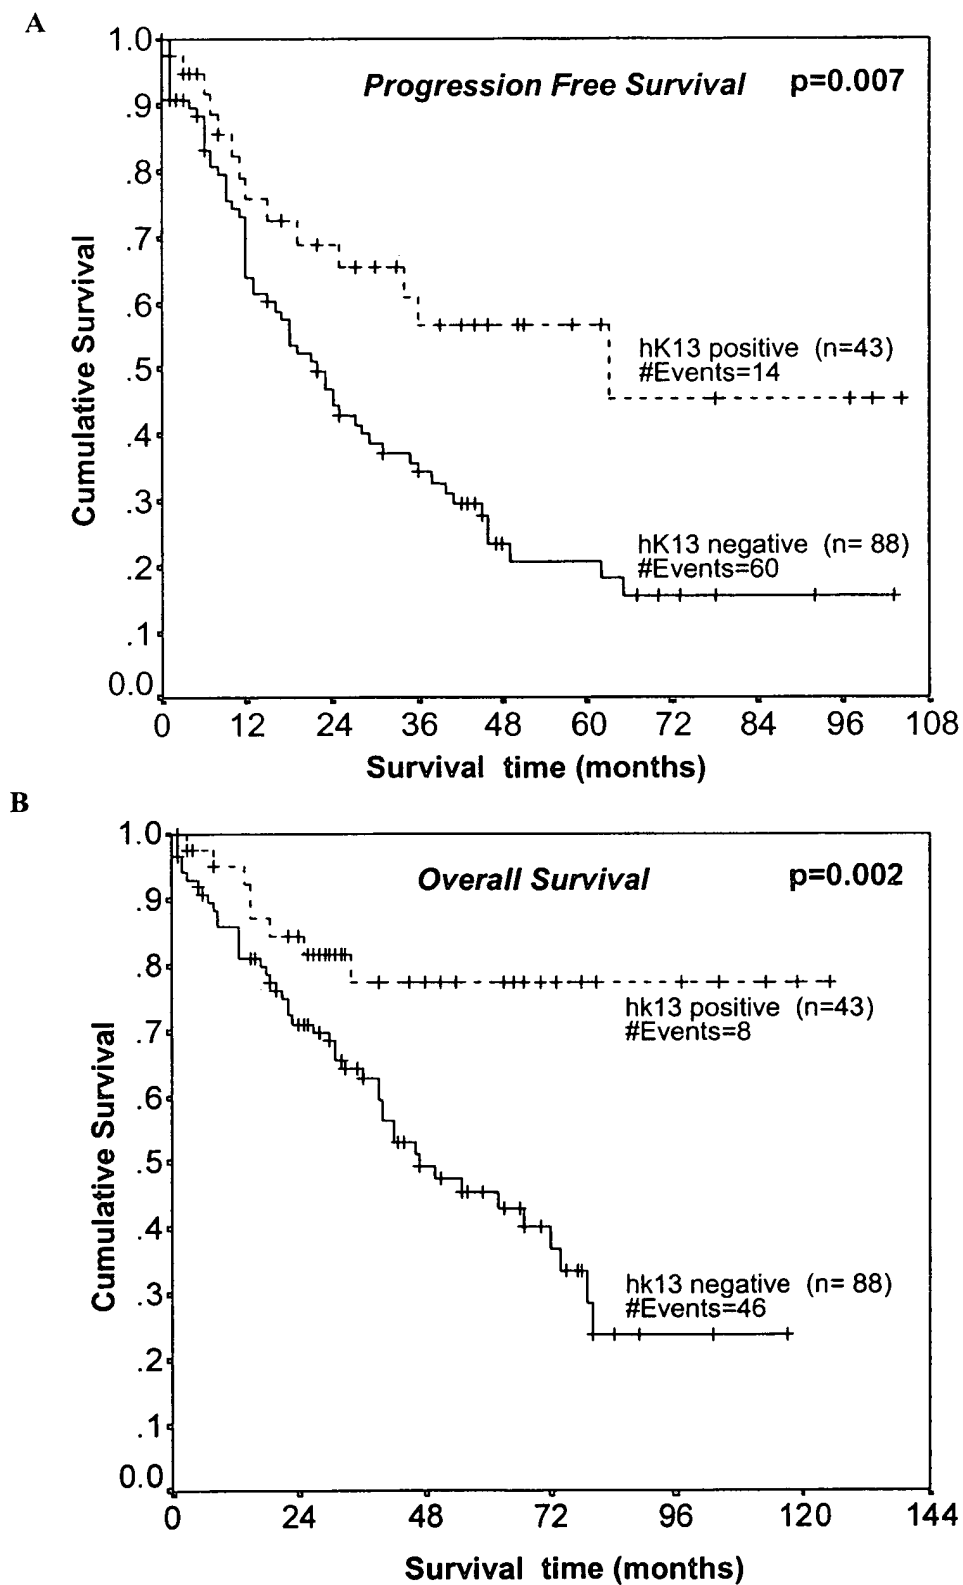 A
Progression Free Survival p=0.007
1.0
.9
.8
.7
.6
.5
.4
.3
.2
.1
0.0
Cumulative Survival
hK13 positive (n=43)
#Events=14
hK13 negative (n= 88)
#Events=60
0 12 24 36 48 60 72 84 96 108
Survival time (months)
B
Overall Survival p=0.002
1.0
.9
.8
.7
.6
.5
.4
.3
.2
.1
0.0
Cumulative Survival
hk13 positive (n=43)
#Events=8
hk13 negative (n= 88)
#Events=46
0 24 48 72 96 120 144
Survival time (months)